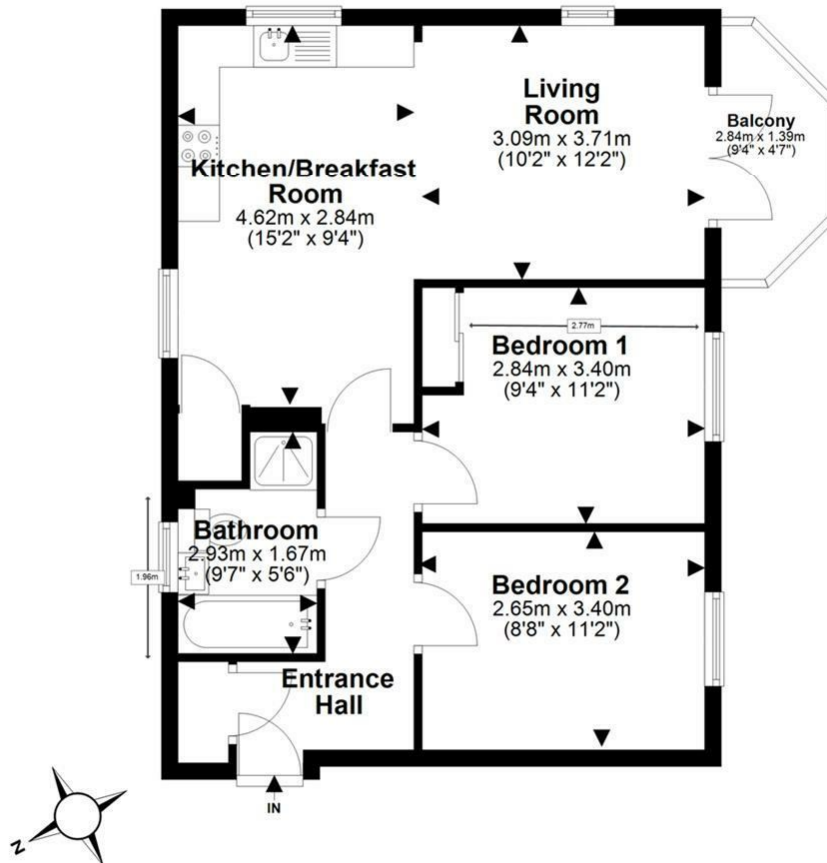 Living
Room
3.09m x 3.71m
(10'2" x 12'2")
Balcony
2.84m x 1.39m
(9'4" x 4'7")
Kitchen/Breakfast
Room
4.62m x 2.84m
(15'2" x 9'4")
2.77m
Bedroom 1
2.84m x 3.40m
(9'4" x 11'2")
Bathroom
2.93m x 1.67m
(9'7" x 5'6")
1.96m
Bedroom 2
2.65m x 3.40m
(8'8" x 11'2")
Entrance
Hall
IN
N